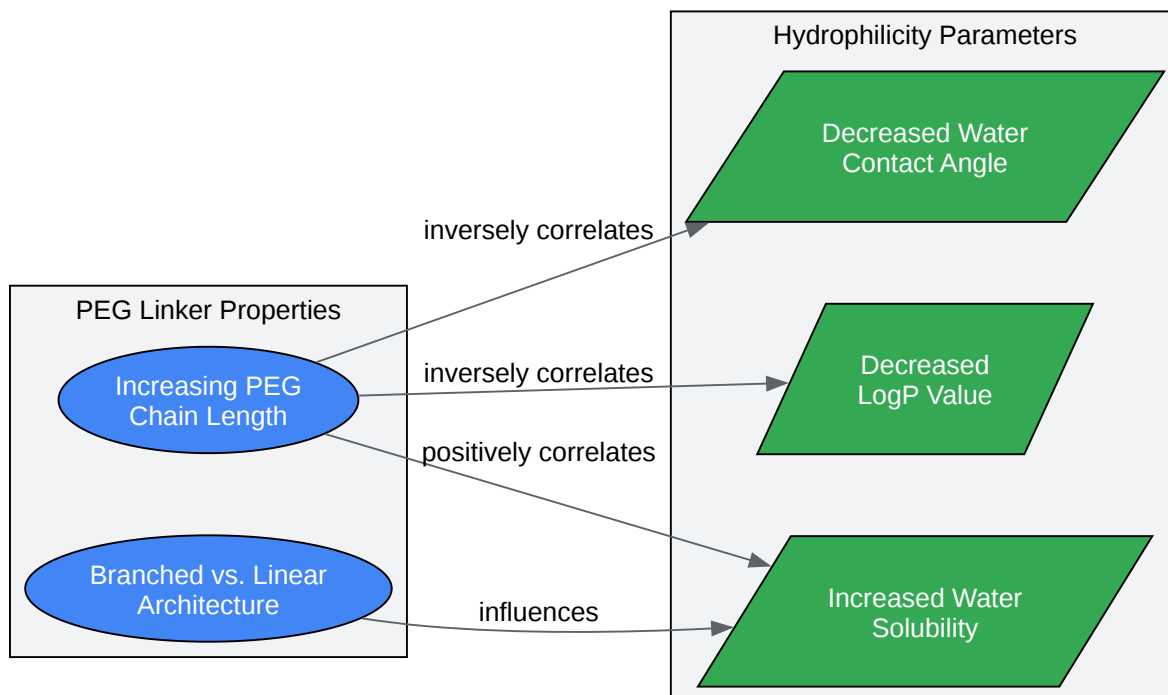 Hydrophilicity Parameters
Decreased Water
Contact Angle
inversely correlates
PEG Linker Properties
Increasing PEG
Chain Length
inversely correlates
Decreased
LogP Value
positively correlates
Branched vs. Linear
Architecture
influences
Increased Water
Solubility